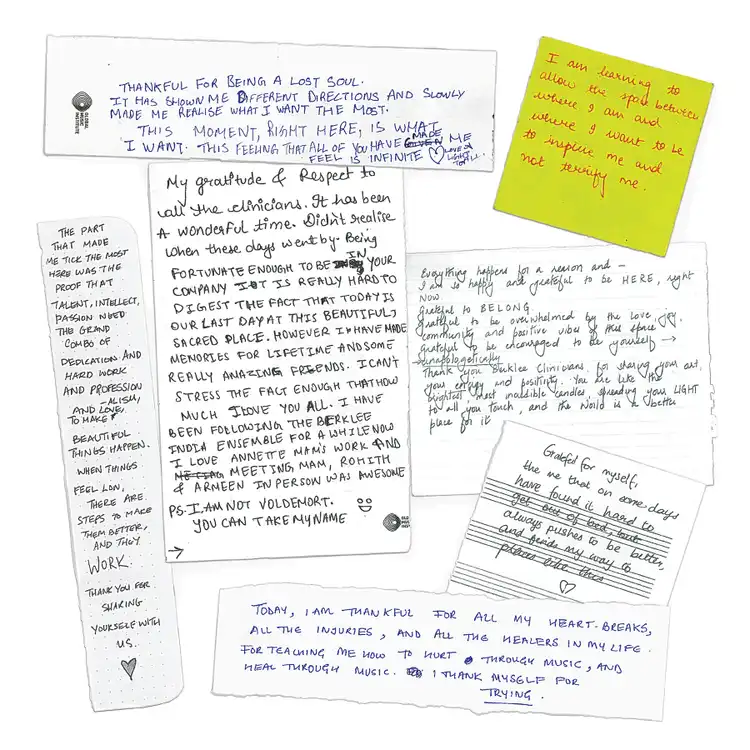 THANKFUL FOR BEING A LOST SOUL.
IT HAS SHOWN ME DIFFERENT DIRECTIONS AND SLOWLY
MADE ME REALISE WHAT I WANT THE MOST.
THIS MOMENT, RIGHT HERE, IS WHAT
I WANT. THIS FEELING THAT ALL OF YOU HAVE GIVEN MADE ME
FEEL IS INFINITE ♡ LOVE &
LIGHT
GLOBAL
MUSIC
INSTITUTE
I am learning to
allow the space between
where I am and
where I want to be
to inspire me and
not terrify me.
My gratitude & Respect to
all the clinicians. It has been
a wonderful time. Didn't realise
when these days went by. Being
FORTUNATE ENOUGH TO BE IN YOUR
COMPANY IT IS REALLY HARD TO
DIGEST THE FACT THAT TODAY IS
OUR LAST DAY AT THIS BEAUTIFUL,
SACRED PLACE. HOWEVER I HAVE MADE
MEMORIES FOR LIFETIME AND SOME
REALLY AMAZING FRIENDS. I CAN'T
STRESS THE FACT ENOUGH THAT HOW
MUCH I LOVE YOU ALL. I HAVE
BEEN FOLLOWING THE BERKLEE
INDIA ENSEMBLE FOR A WHILE NOW
I LOVE ANNETTE MAM'S WORK AND
MEETING MAM, ROHITH
& ARMEEN IN PERSON WAS AWESOME
PS. I AM NOT VOLDEMORT.
YOU CAN TAKE MY NAME
THE PART
THAT MADE
ME TICK THE MOST
HERE WAS THE
PROOF THAT
TALENT, INTELLECT,
PASSION NEED
THE GRAND
COMBO OF
DEDICATION AND
HARD WORK
AND PROFESSION
-ALISM,
AND LOVE,
TO MAKE
BEAUTIFUL
THINGS HAPPEN.
WHEN THINGS
FEEL LOW,
THERE ARE
STEPS TO MAKE
THEM BETTER,
AND THEY
WORK.
THANK YOU FOR
SHARING
YOURSELF WITH
US.
Everything happens for a reason and –
I am so happy and grateful to be HERE, right
now
Grateful to BELONG.
Grateful to be overwhelmed by the love, joy,
community and positive vibes of this space
Grateful to be encouraged to be yourself →
unapologetically
Thank you Berklee Clinicians, for sharing your art,
your energy and positivity. You are like the
brightest most incredible candles, spreading your LIGHT
to all you touch, and the world is a better
place for it
Grateful for myself,
the me that on some days
have found it hard to
get out of bed, but
always pushes to be better,
and finds my way to
places like this
♡
TODAY, I AM THANKFUL FOR ALL MY HEART-BREAKS,
ALL THE INJURIES, AND ALL THE HEALERS IN MY LIFE.
FOR TEACHING ME HOW TO HURT THROUGH MUSIC, AND
HEAL THROUGH MUSIC. I THANK MYSELF FOR
TRYING.